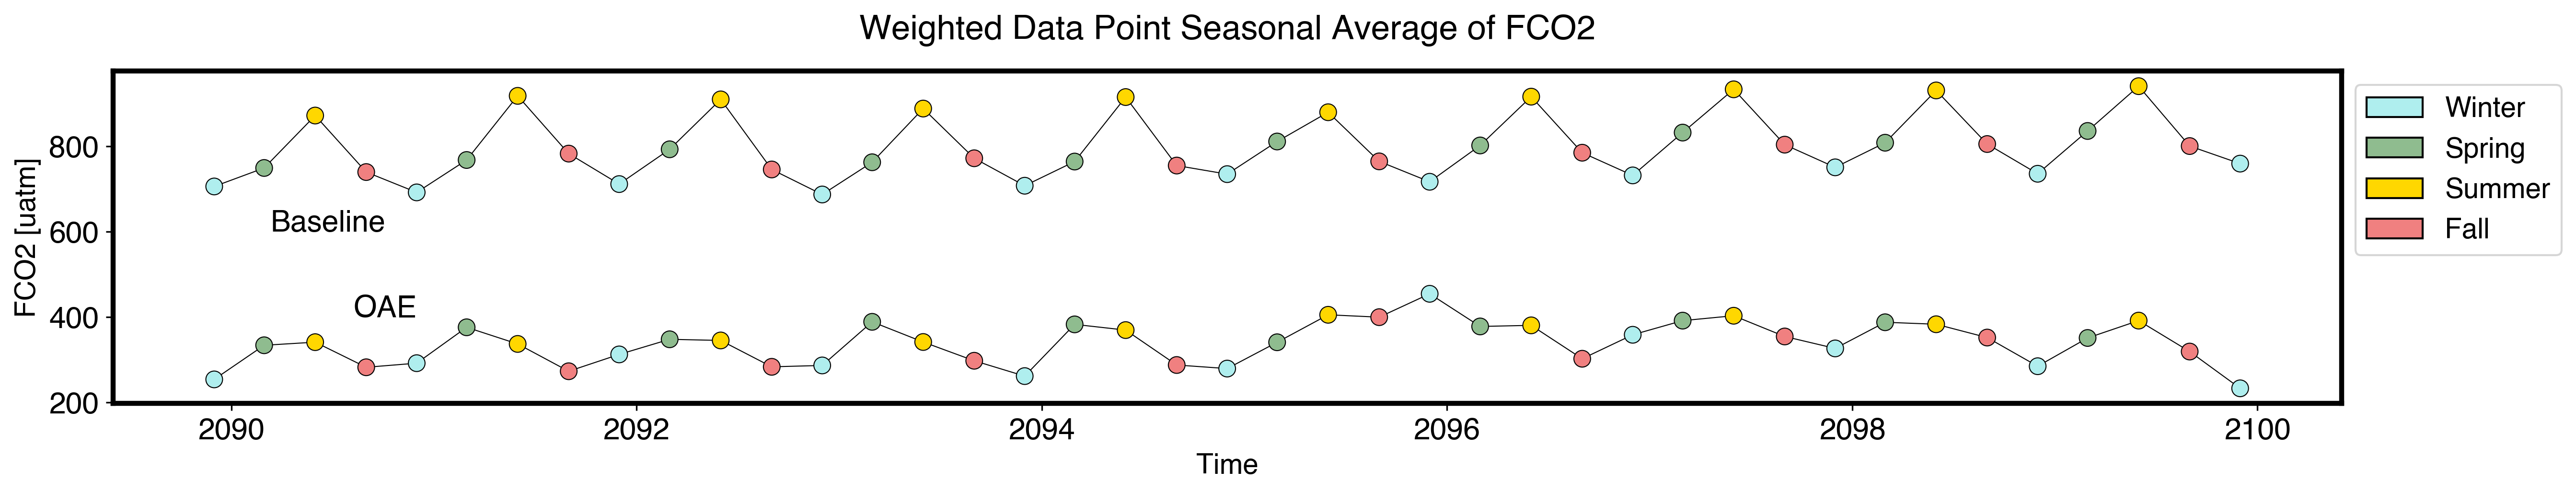 Weighted Data Point Seasonal Average of FCO2
FCO2 [uatm]
800
600
400
200
Baseline
OAE
2090
2092
2094
2096
2098
2100
Time
Winter
Spring
Summer
Fall